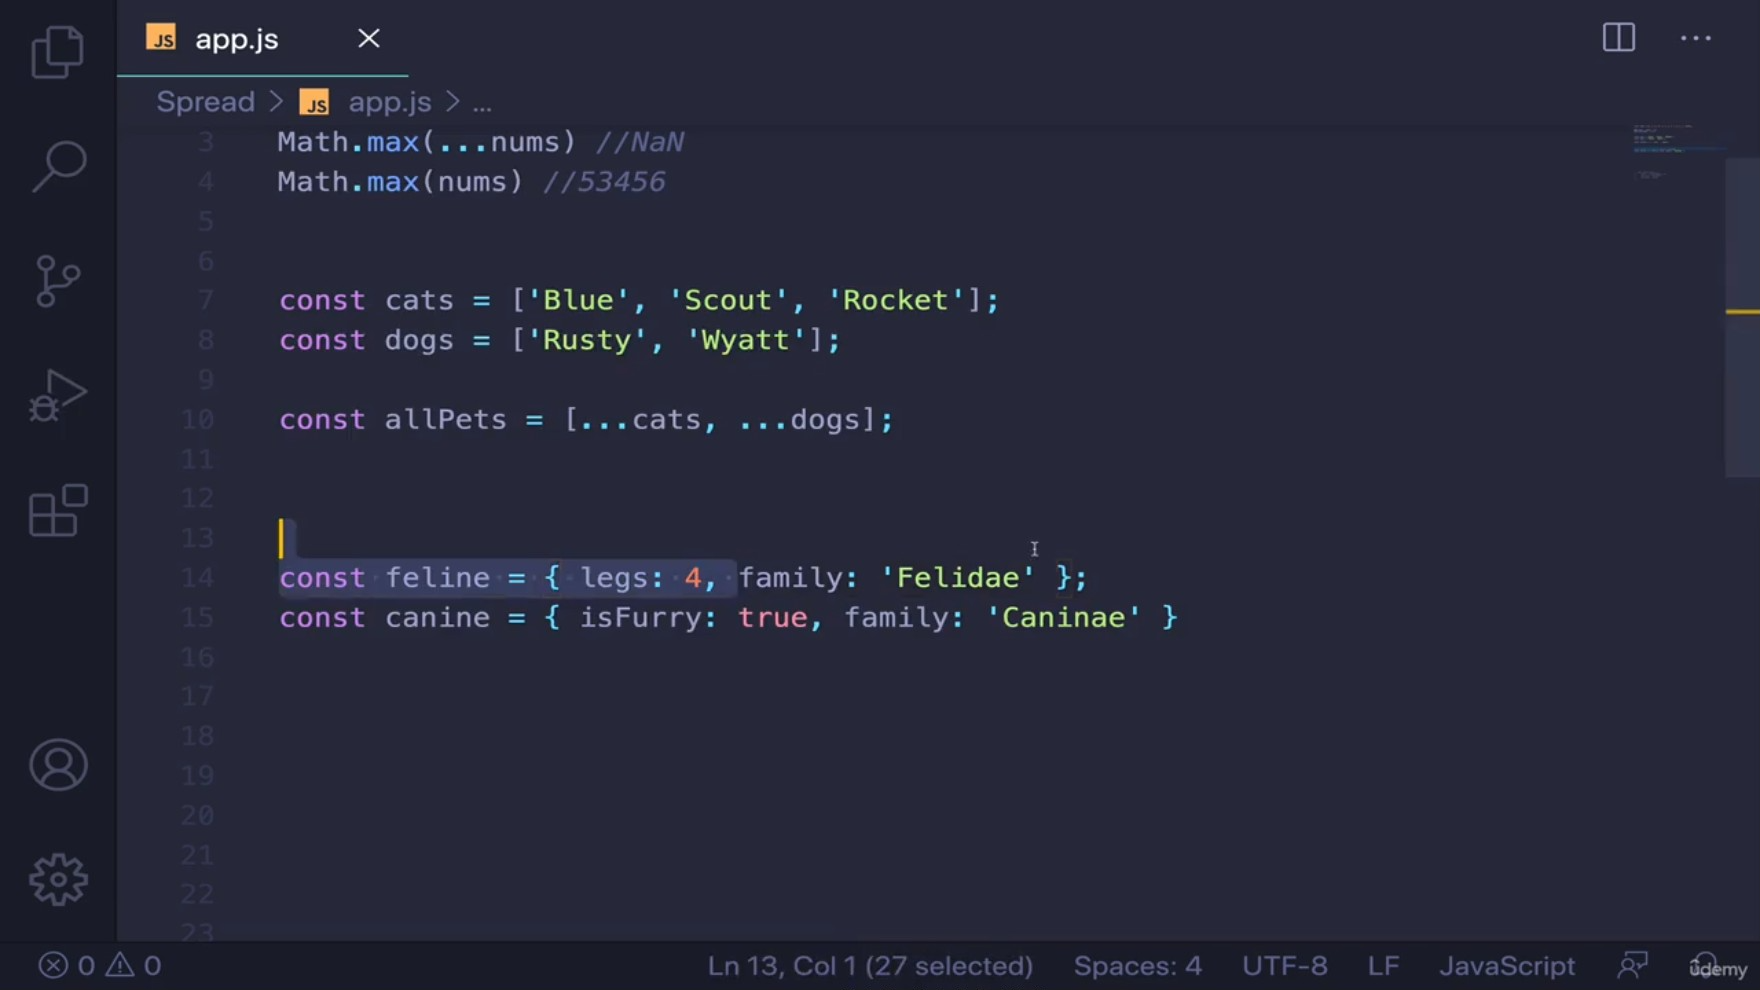 JS app.js
Spread > JS app.js > ...
3 Math.max(...nums) //NaN
4 Math.max(nums) //53456
5
6
7 const cats = ['Blue', 'Scout', 'Rocket'];
8 const dogs = ['Rusty', 'Wyatt'];
9
10 const allPets = [...cats, ...dogs];
11
12
13
14 const feline = { legs: 4, family: 'Felidae' };
15 const canine = { isFurry: true, family: 'Caninae' }
16
17
18
19
20
21
22
23
0 0 Ln 13, Col 1 (27 selected) Spaces: 4 UTF-8 LF JavaScript
ûdemy